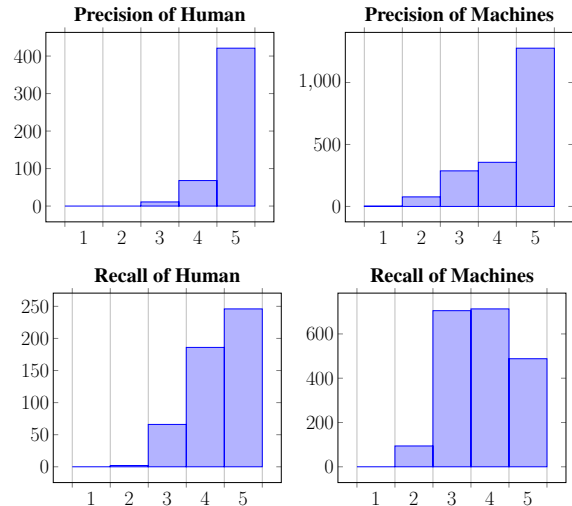 Precision of Human
400
300
200
100
0
1 2 3 4 5
Precision of Machines
1,000
500
0
1 2 3 4 5
Recall of Human
250
200
150
100
50
0
1 2 3 4 5
Recall of Machines
600
400
200
0
1 2 3 4 5